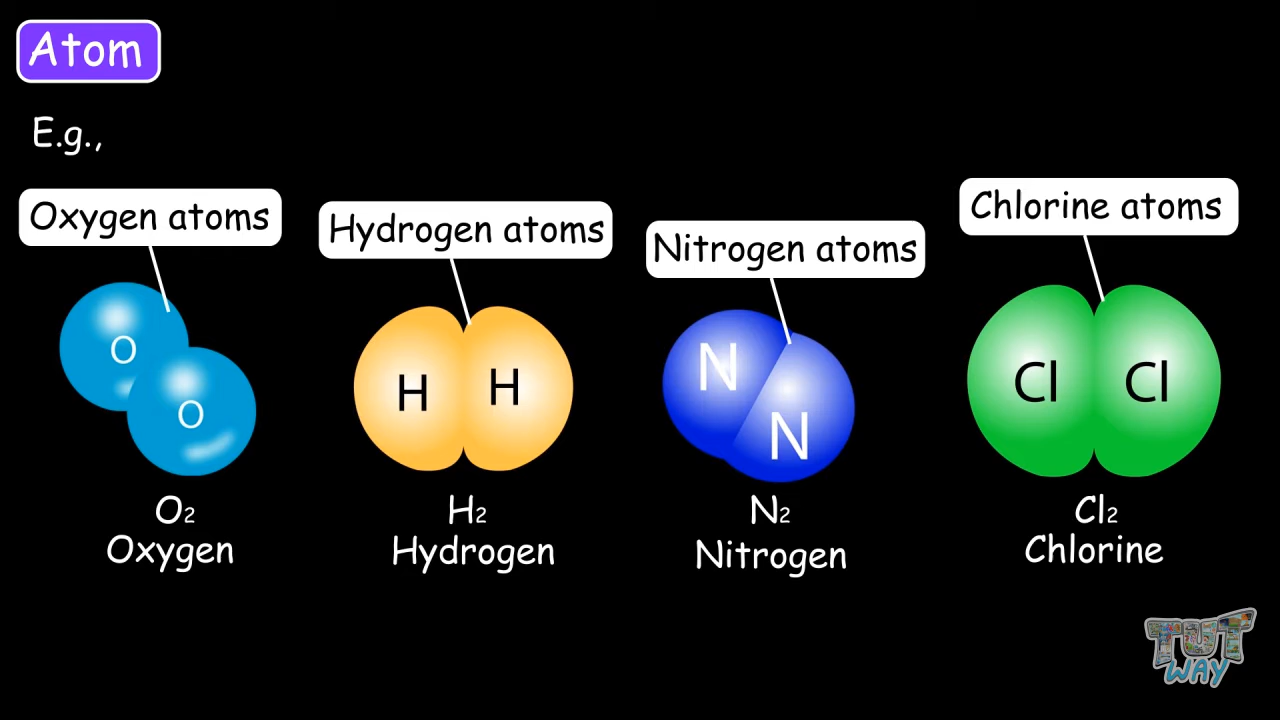 Atom
E.g.,
Oxygen atoms
Hydrogen atoms
Nitrogen atoms
Chlorine atoms
O O
H H
N N
Cl Cl
O₂
Oxygen
H₂
Hydrogen
N₂
Nitrogen
Cl₂
Chlorine
TUT
WAY